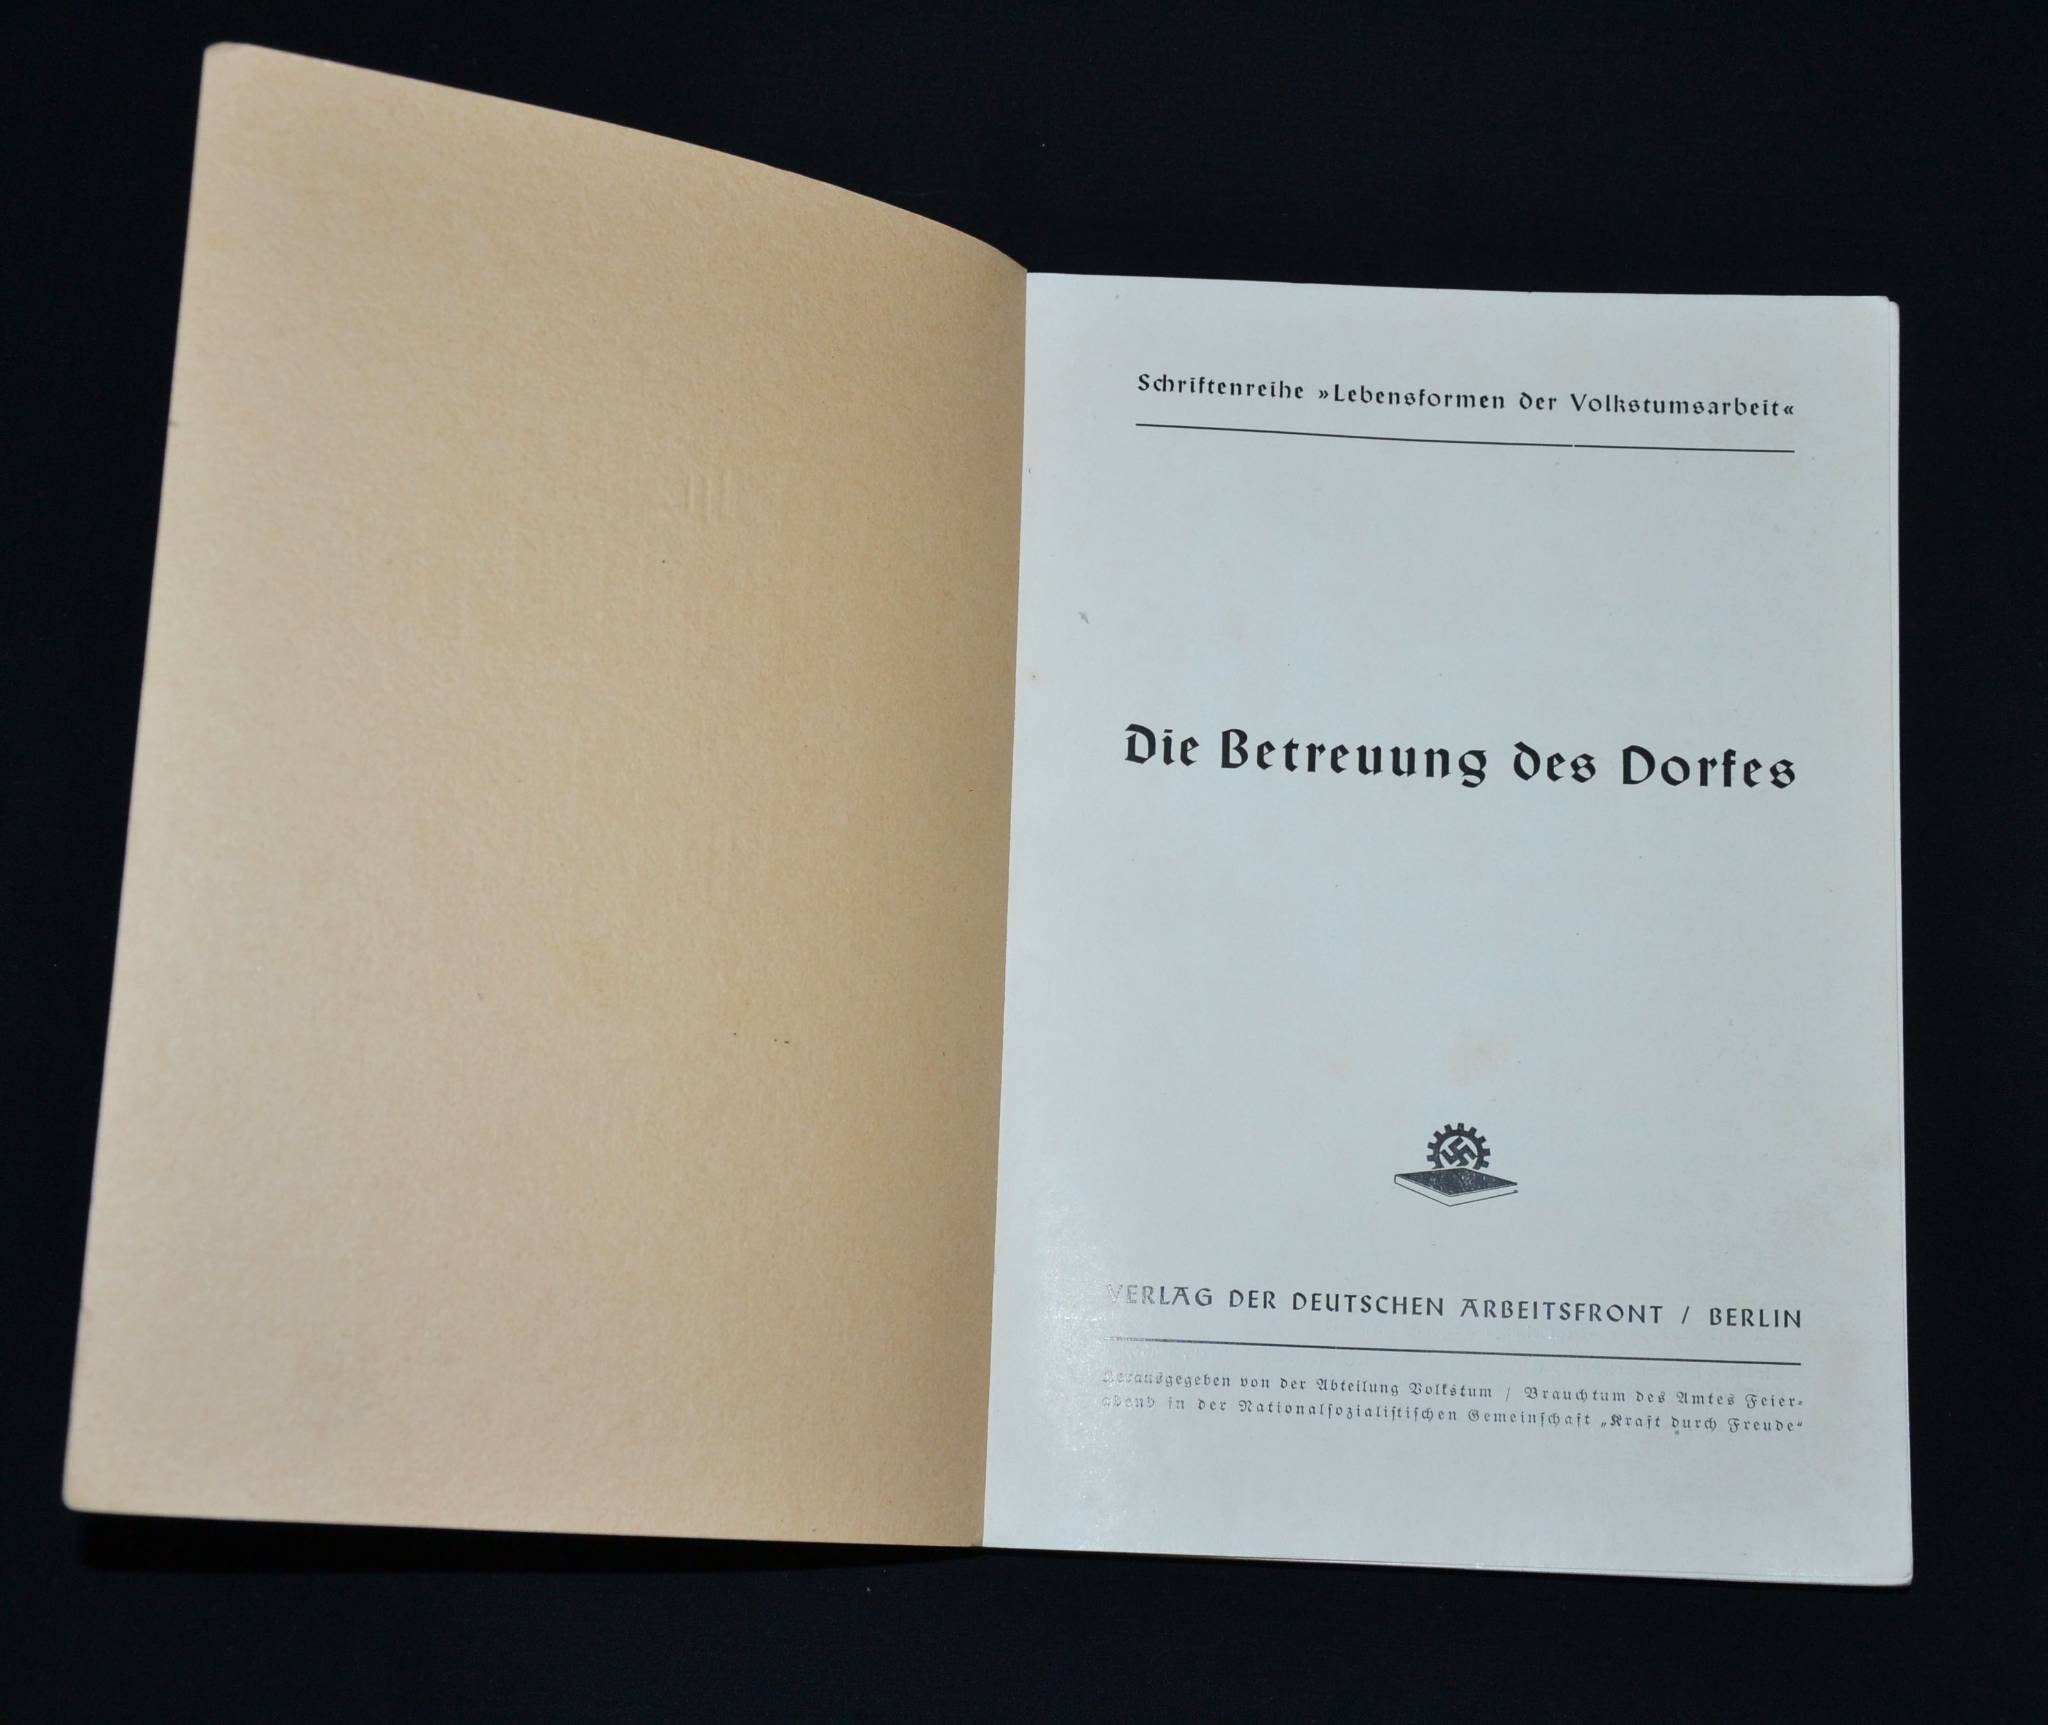 Schriftenreihe »Lebensformen der Volkstumsarbeit«
Die Betreuung des Dorfes
VERLAG DER DEUTSCHEN ARBEITSFRONT / BERLIN
Herausgegeben von der Abteilung Volkstum / Brauchtum des Amtes Feier-
abend in der Nationalsozialistischen Gemeinschaft „Kraft durch Freude“